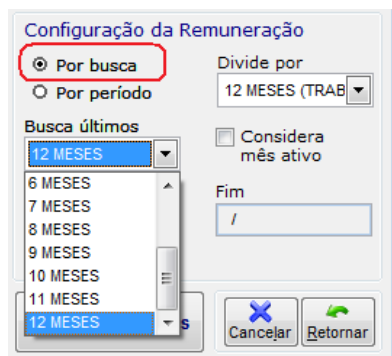 Configuração da Remuneração
Por busca
Por período
Divide por
12 MESES (TRAB
Busca últimos
12 MESES
Considera
mês ativo
6 MESES
7 MESES
8 MESES
9 MESES
10 MESES
11 MESES
12 MESES
Fim
/
s
Cancelar
Retornar